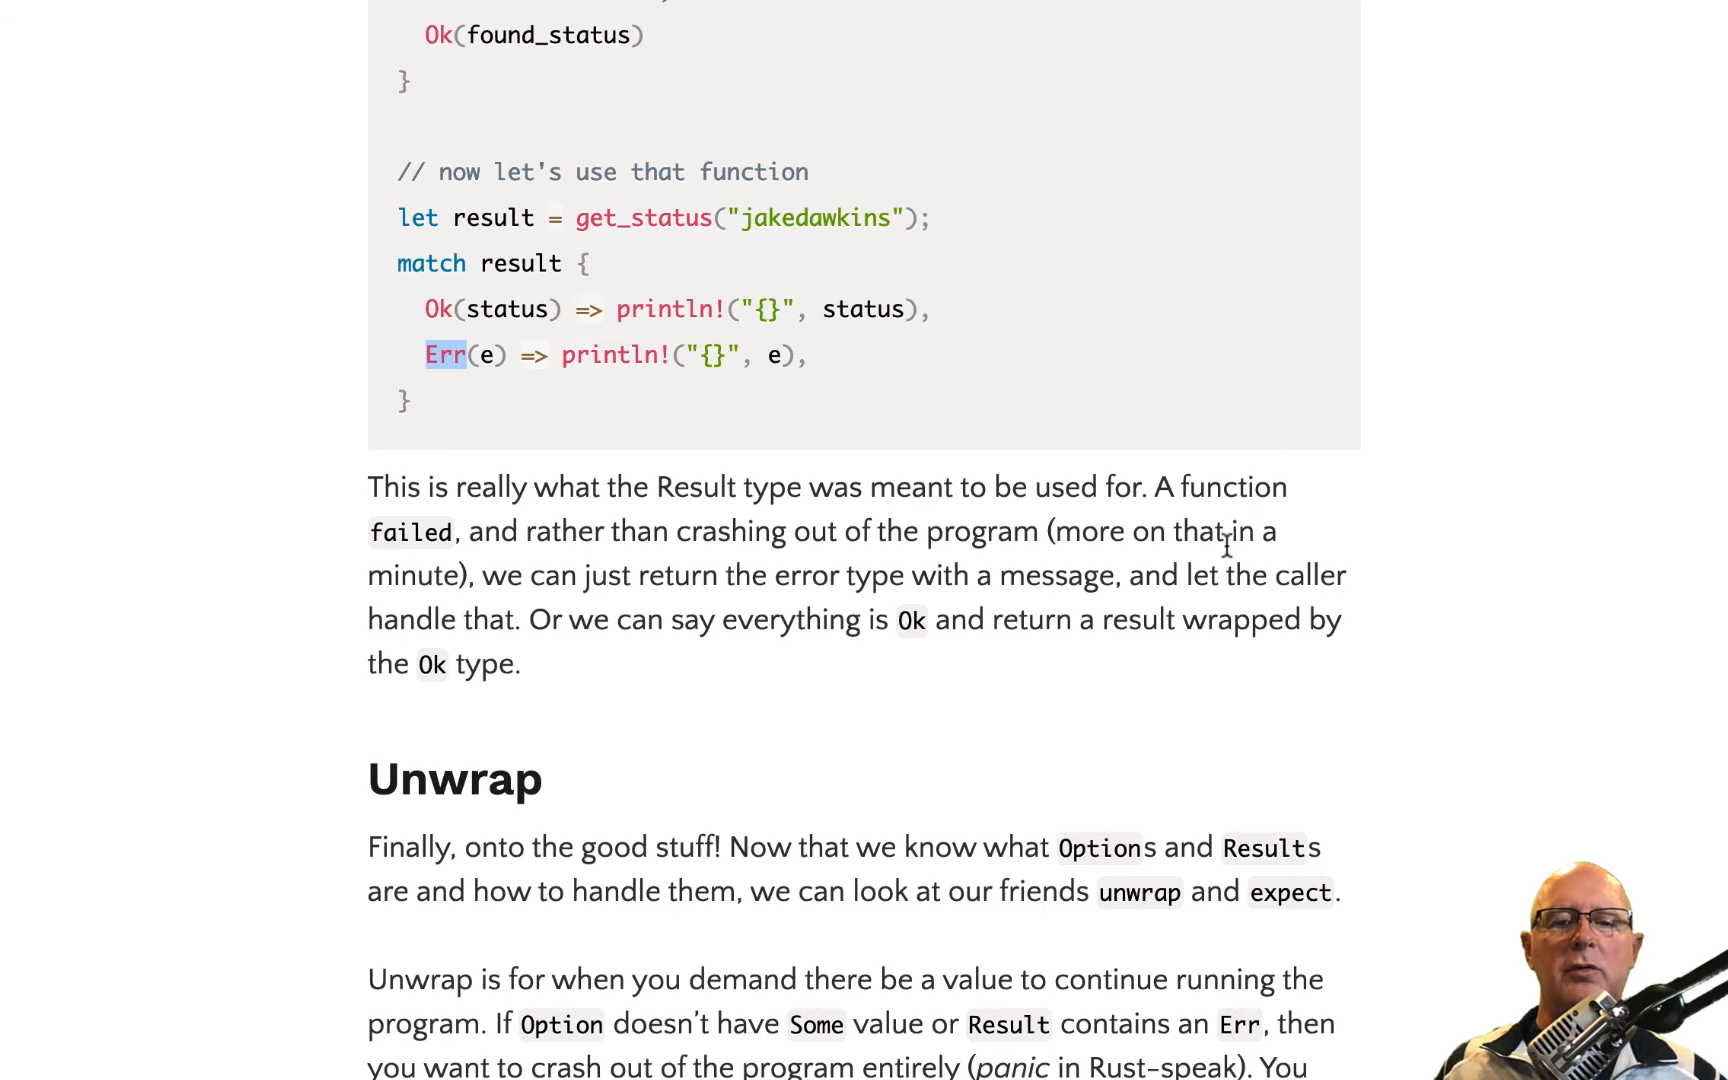 Ok(found_status)
}
// now let's use that function
let result = get_status("jakedawkins");
match result {
Ok(status) => println!("{}", status),
Err(e) => println!("{}", e),
}
This is really what the Result type was meant to be used for. A function
failed, and rather than crashing out of the program (more on that in a
minute), we can just return the error type with a message, and let the caller
handle that. Or we can say everything is Ok and return a result wrapped by
the Ok type.
Unwrap
Finally, onto the good stuff! Now that we know what Options and Results
are and how to handle them, we can look at our friends unwrap and expect.
Unwrap is for when you demand there be a value to continue running the
program. If Option doesn't have Some value or Result contains an Err, then
you want to crash out of the program entirely (panic in Rust-speak). You